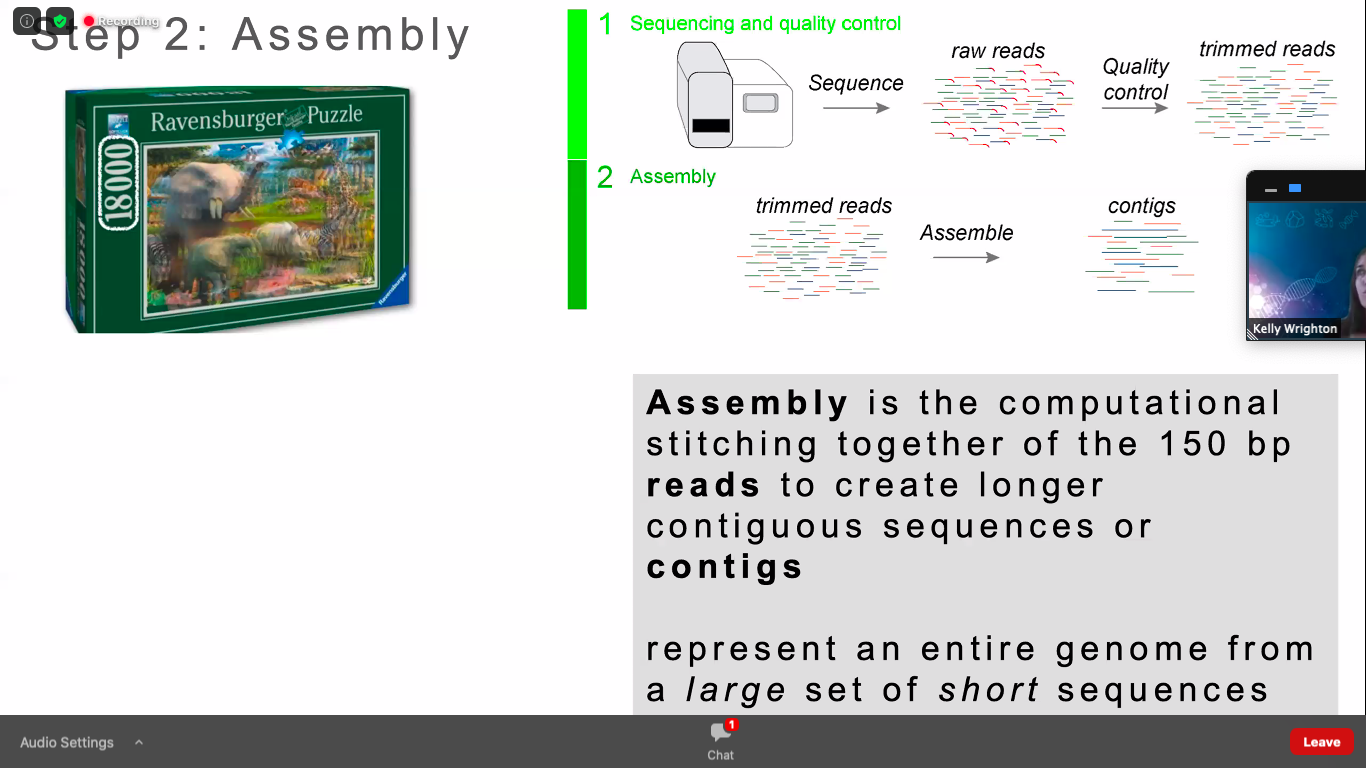 Recording
Step 2: Assembly
Ravensburger Puzzle
18000
Ravensburger
1 Sequencing and quality control
Sequence
raw reads
Quality
control
trimmed reads
2 Assembly
trimmed reads
Assemble
contigs
Kelly Wrighton
Assembly is the computational
stitching together of the 150 bp
reads to create longer
contiguous sequences or
contigs
represent an entire genome from
a large set of short sequences
Audio Settings
1
Chat
Leave